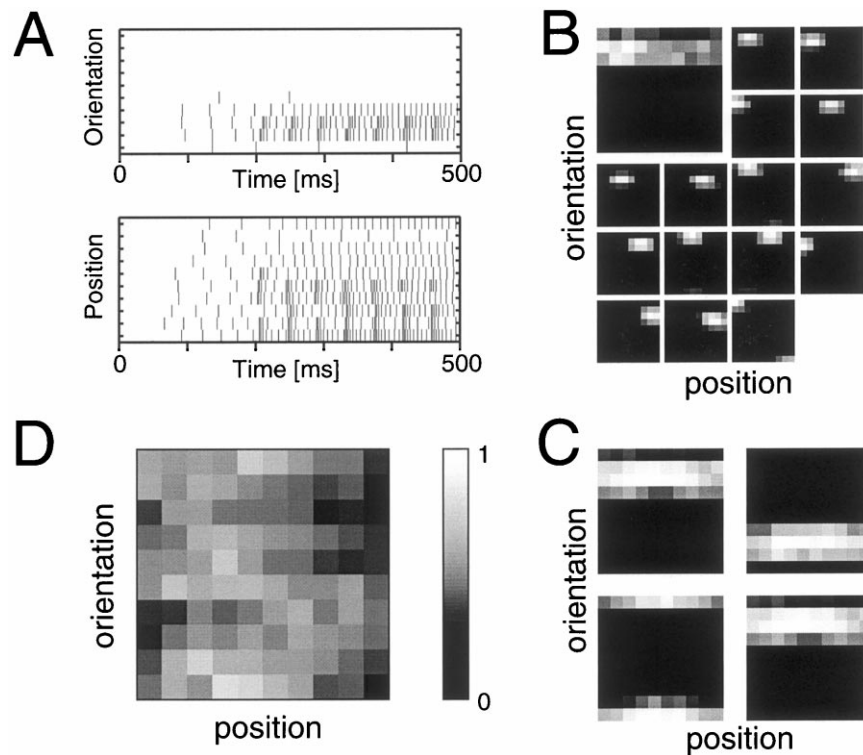 A
Orientation
0
Time [ms]
500
Position
0
Time [ms]
500
B
orientation
position
D
orientation
position
1
0
C
orientation
position